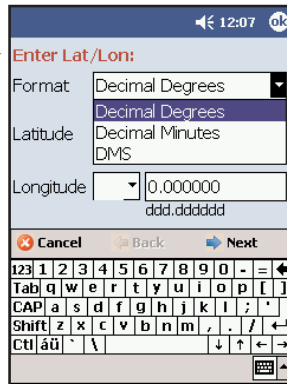 12:07 ok
Enter Lat/Lon:
Format Decimal Degrees
Decimal Degrees
Latitude Decimal Minutes
DMS
Longitude 0.000000
ddd.dddddd
Cancel Back Next
123 1 2 3 4 5 6 7 8 9 0 - =
Tab q w e r t y u i o p [ ]
CAP a s d f g h j k l ; '
Shift z x c v b n m , . /
Ctl áü ` \